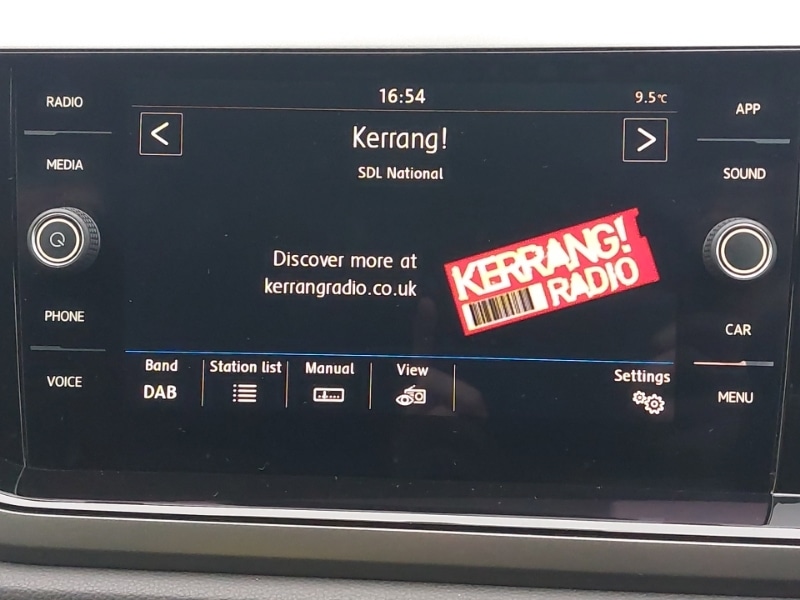 RADIO
MEDIA
PHONE
VOICE
16:54
9.5°C
Kerrang!
SDL National
Discover more at
kerrangradio.co.uk
KERRANG!
RADIO
Band
DAB
Station list
Manual
View
Settings
APP
SOUND
CAR
MENU